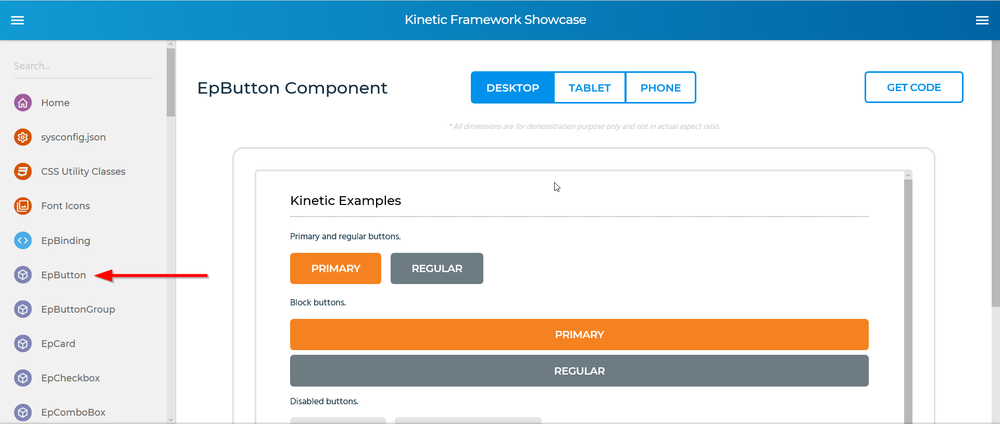 Kinetic Framework Showcase
Search...
Home
sysconfig.json
CSS Utility Classes
Font Icons
EpBinding
EpButton
EpButtonGroup
EpCard
EpCheckbox
EpComboBox
EpButton Component
DESKTOP TABLET PHONE
GET CODE
* All dimensions are for demonstration purpose only and not in actual aspect ratio.
Kinetic Examples
Primary and regular buttons.
PRIMARY REGULAR
Block buttons.
PRIMARY
REGULAR
Disabled buttons.